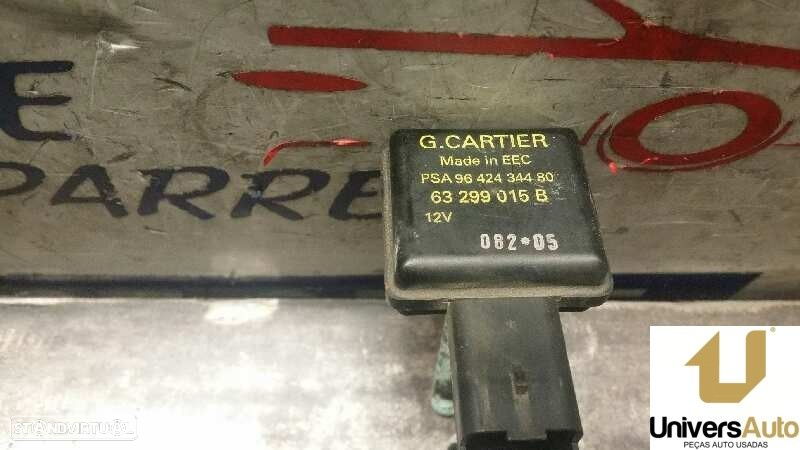 E
PARRE
G.CARTIER
Made in EEC
PSA 96 424 344 80
63 299 015 B
12V
082*05
STANDVIRTUAL
UniversAuto
PEÇAS AUTO USADAS